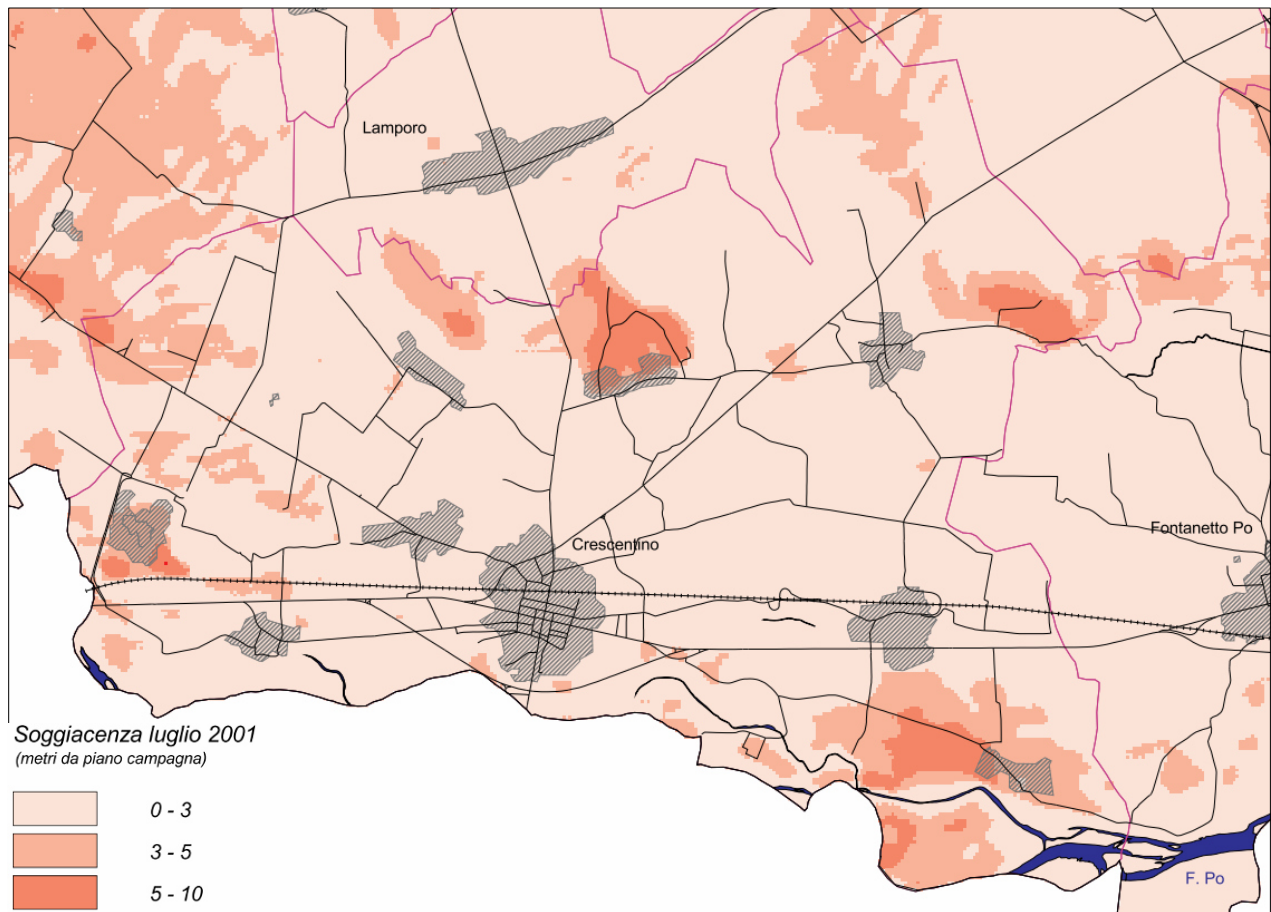 Lamporo
Crescentino
Fontanetto Po
Soggiacenza luglio 2001
(metri da piano campagna)
0 - 3
3 - 5
5 - 10
F. Po